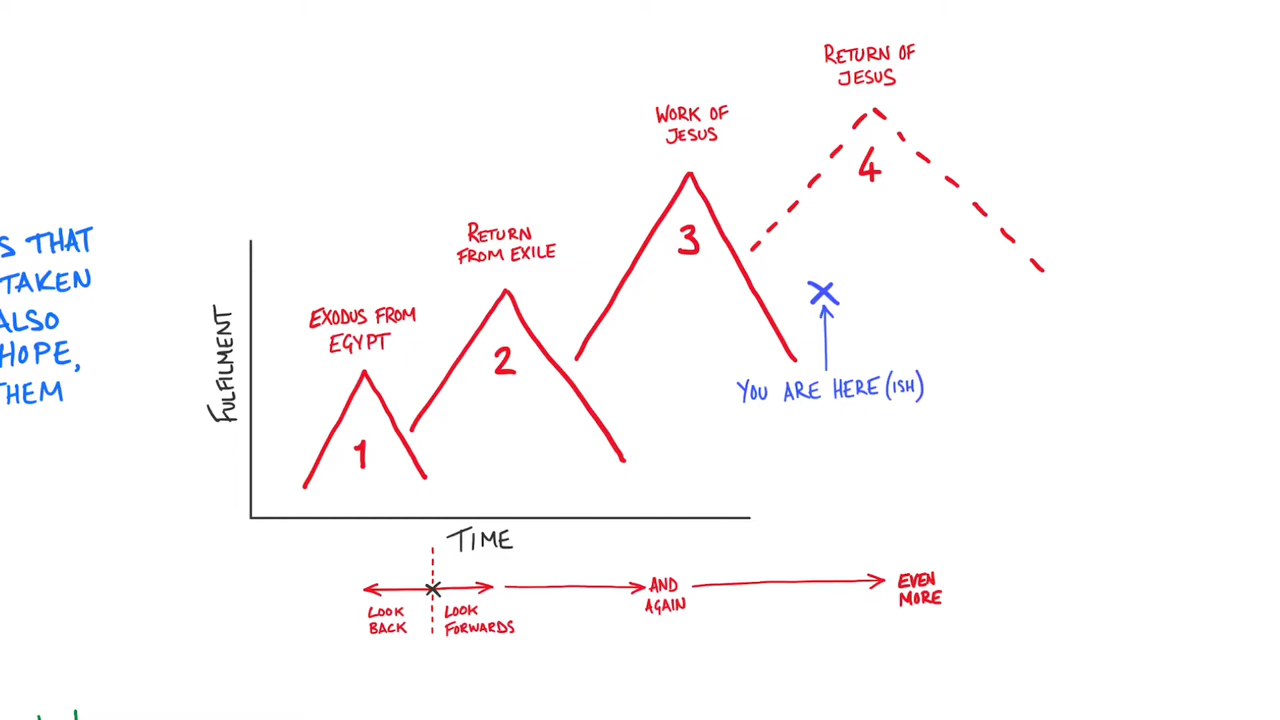 RETURN OF
JESUS
WORK OF
JESUS
RETURN
FROM EXILE
EXODUS FROM
EGYPT
4
3
2
1
THAT
TAKEN
ALSO
HOPE,
THEM
FULFILMENT
YOU ARE HERE (ISH)
TIME
LOOK
BACK
LOOK
FORWARDS
AND
AGAIN
EVEN
MORE